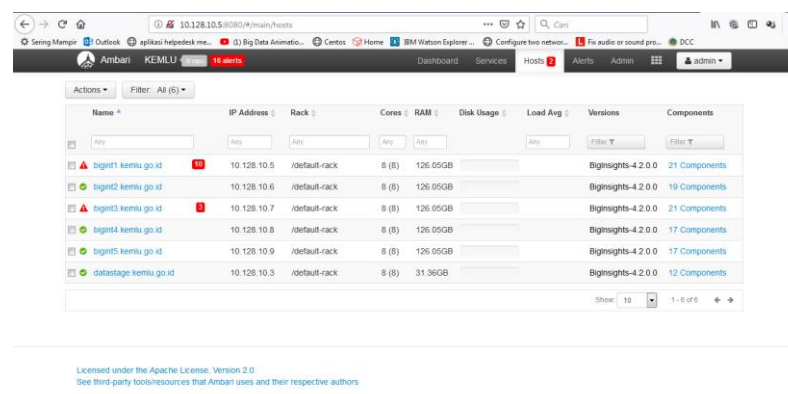 10.128.10.5:8080/#/main/hosts
Cari
Sering Mampir Outlook aplikasi helpdesk me... (1) Big Data Animatio... Centos Home IBM Watson Explorer ... Configure two networ... Fix audio or sound pro... DCC
Ambari KEMLU 0 ops 16 alerts Dashboard Services Hosts 2 Alerts Admin admin
Actions Filter: All (6)
Name IP Address Rack Cores RAM Disk Usage Load Avg Versions Components
Any Any Any Any Any Any Filter Filter
bigint1.kemlu.go.id 10 10.128.10.5 /default-rack 8 (8) 126.05GB BigInsights-4.2.0.0 21 Components
bigint2.kemlu.go.id 10.128.10.6 /default-rack 8 (8) 126.05GB BigInsights-4.2.0.0 19 Components
bigint3.kemlu.go.id 3 10.128.10.7 /default-rack 8 (8) 126.05GB BigInsights-4.2.0.0 21 Components
bigint4.kemlu.go.id 10.128.10.8 /default-rack 8 (8) 126.05GB BigInsights-4.2.0.0 17 Components
bigint5.kemlu.go.id 10.128.10.9 /default-rack 8 (8) 126.05GB BigInsights-4.2.0.0 17 Components
datastage.kemlu.go.id 10.128.10.3 /default-rack 8 (8) 31.36GB BigInsights-4.2.0.0 12 Components
Show: 10 1 - 6 of 6
Licensed under the Apache License, Version 2.0.
See third-party tools/resources that Ambari uses and their respective authors